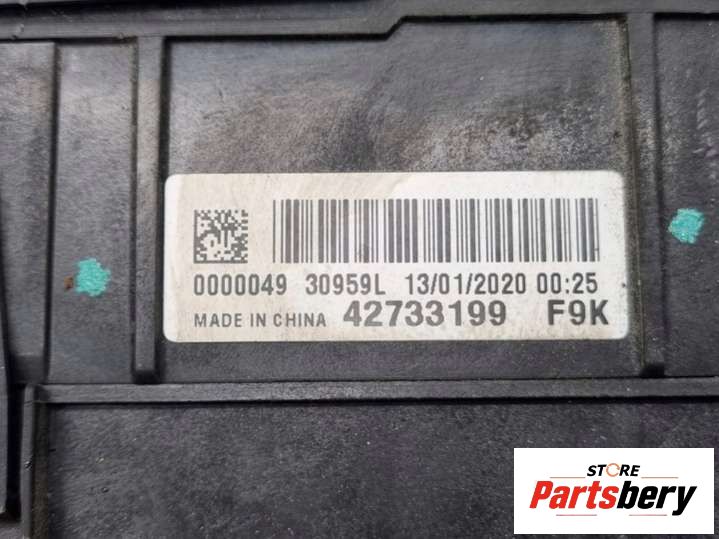 0000049 30959L 13/01/2020 00:25
MADE IN CHINA 42733199 F9K
STORE
Partsbery